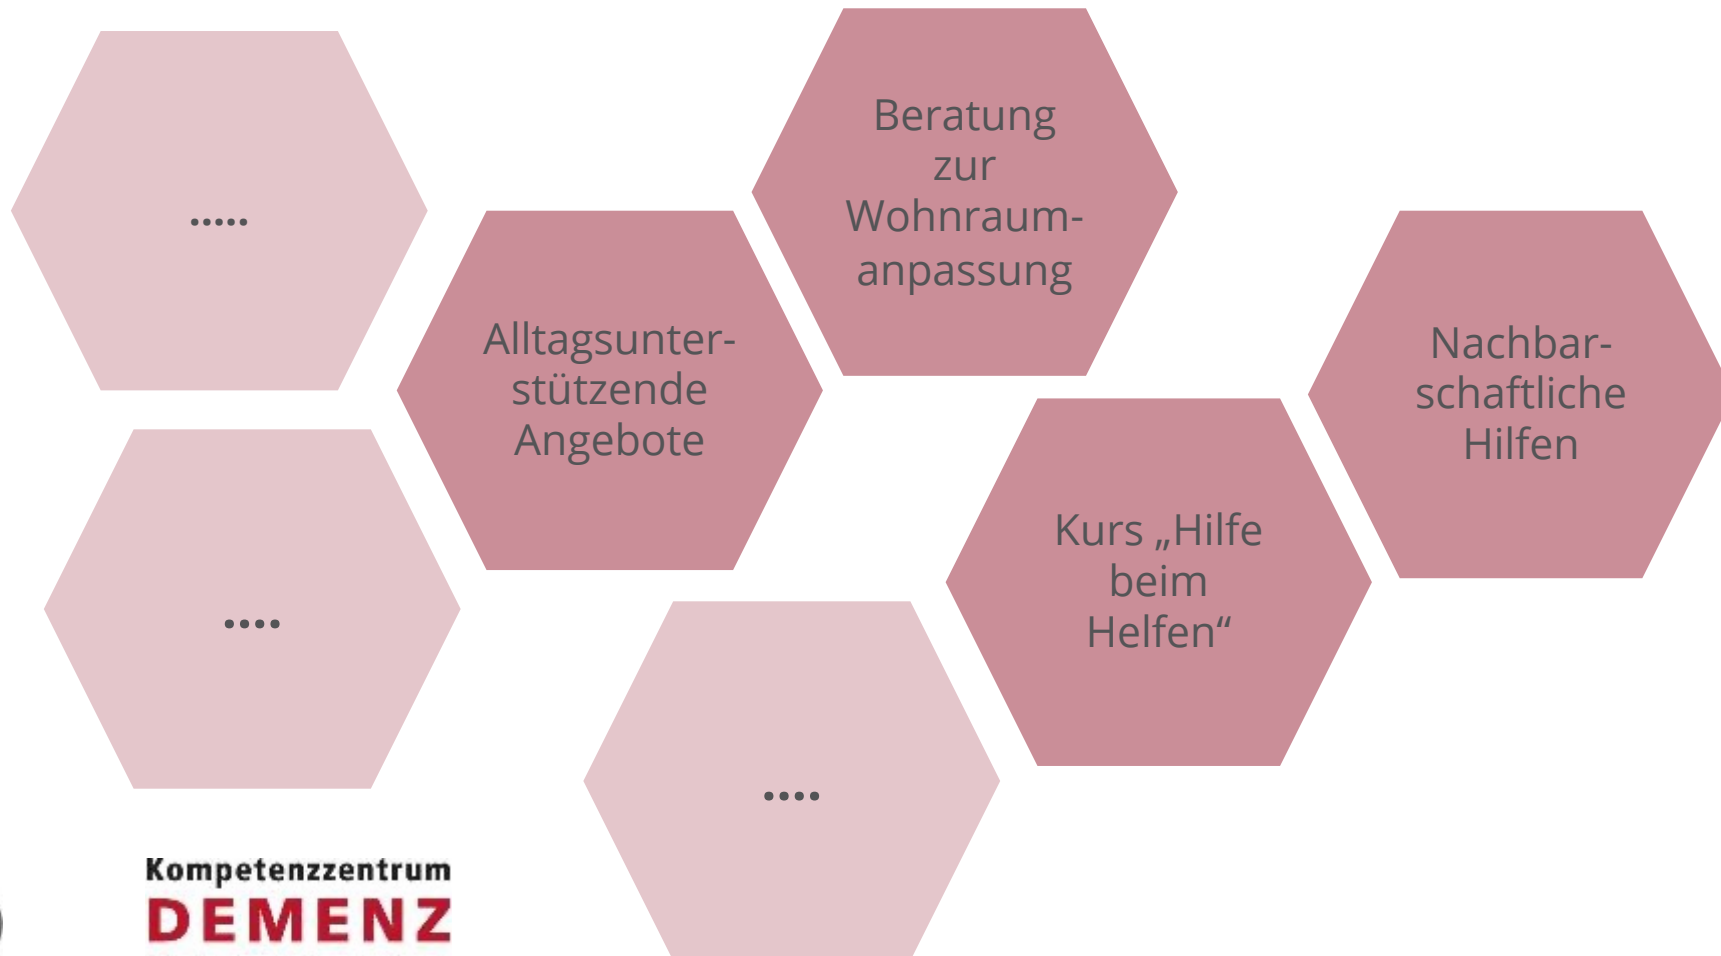 .....
Alltagsunter-
stützende
Angebote
Beratung
zur
Wohnraum-
anpassung
Nachbar-
schaftliche
Hilfen
Kurs „Hilfe
beim
Helfen“
....
....
Kompetenzzentrum
DEMENZ